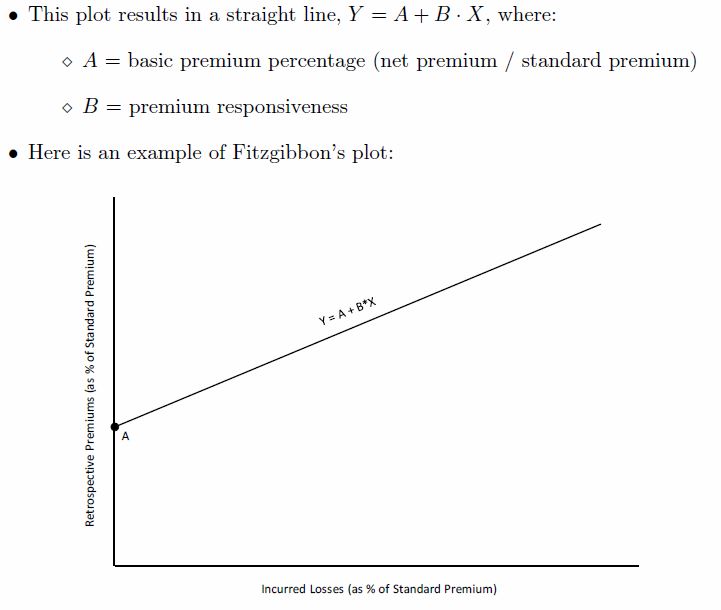 • This plot results in a straight line, Y = A + B · X, where:
⋄ A = basic premium percentage (net premium / standard premium)
⋄ B = premium responsiveness
• Here is an example of Fitzgibbon's plot:
Retrospective Premiums (as % of Standard Premium)
Y = A + B*X
A
Incurred Losses (as % of Standard Premium)